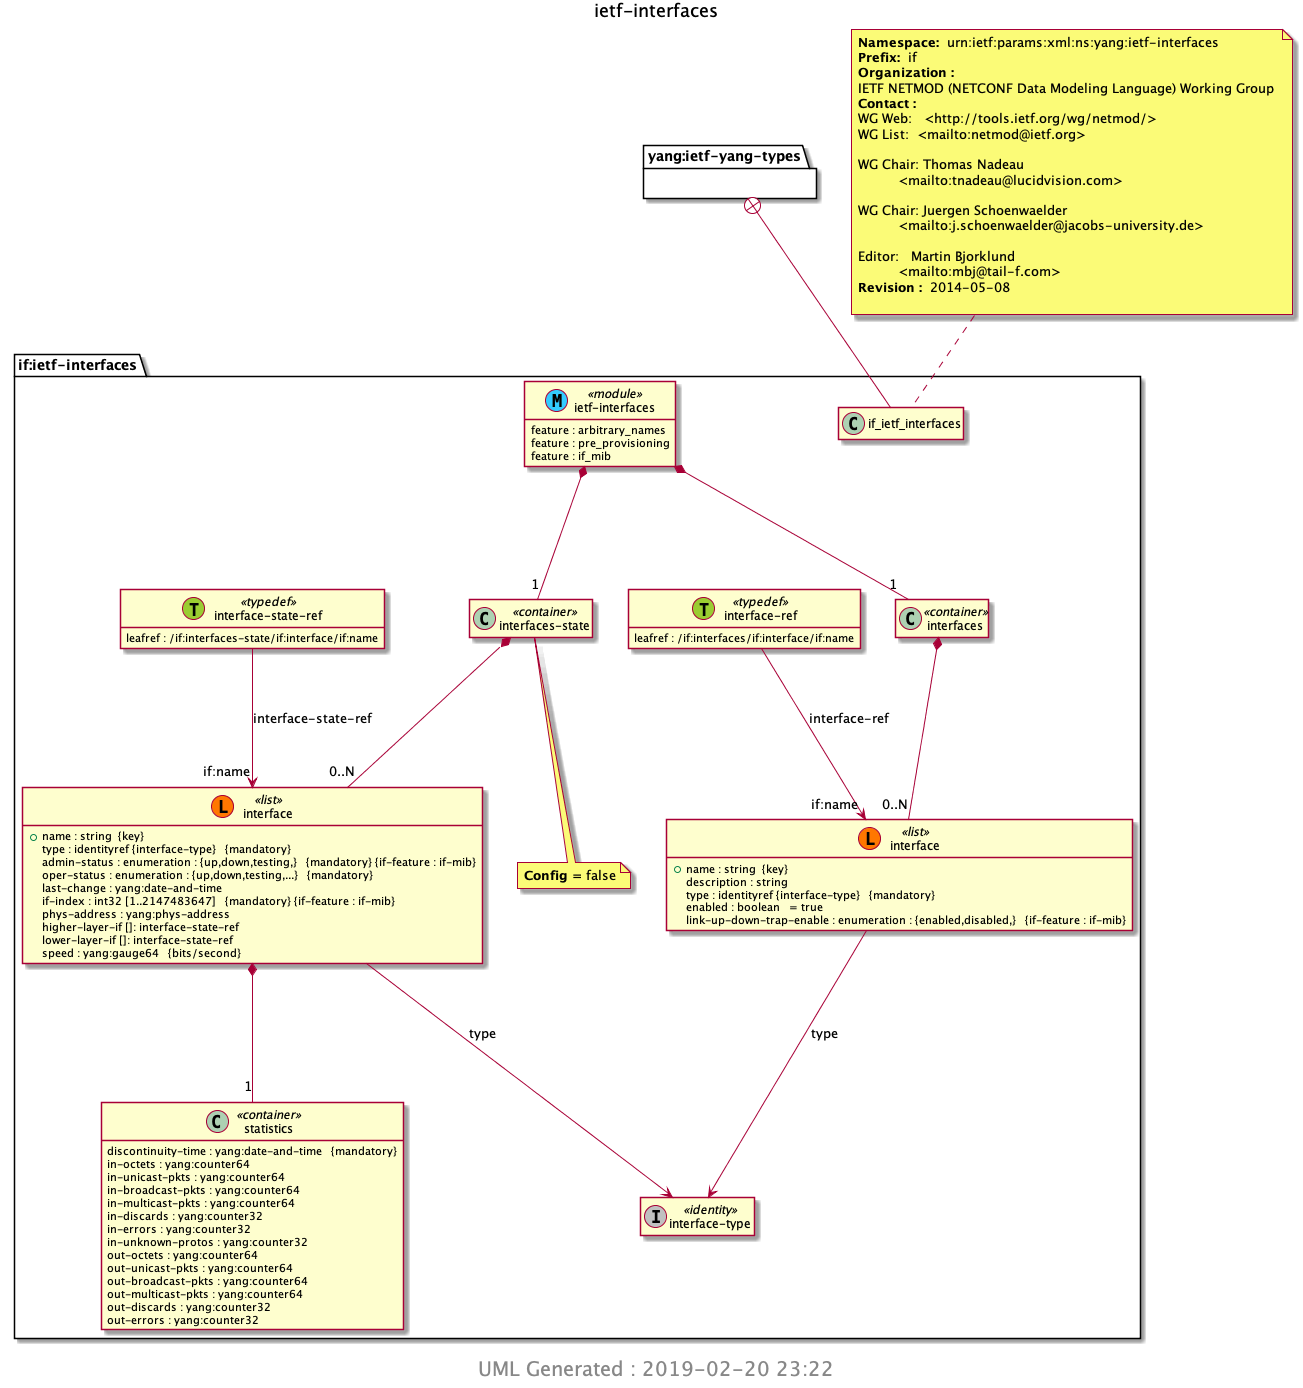 ietf-interfaces
Namespace: urn:ietf:params:xml:ns:yang:ietf-interfaces
Prefix: if
Organization :
IETF NETMOD (NETCONF Data Modeling Language) Working Group
Contact :
WG Web: <http://tools.ietf.org/wg/netmod/>
WG List: <mailto:netmod@ietf.org>
WG Chair: Thomas Nadeau
<mailto:tnadeau@lucidvision.com>
WG Chair: Juergen Schoenwaelder
<mailto:j.schoenwaelder@jacobs-university.de>
Editor: Martin Bjorklund
<mailto:mbj@tail-f.com>
Revision : 2014-05-08
yang:ietf-yang-types
if:ietf-interfaces
M
«module»
ietf-interfaces
feature : arbitrary_names
feature : pre_provisioning
feature : if_mib
C if_ietf_interfaces
1
1
T
«typedef»
interface-state-ref
leafref : /if:interfaces-state/if:interface/if:name
C
«container»
interfaces-state
T
«typedef»
interface-ref
leafref : /if:interfaces/if:interface/if:name
C
«container»
interfaces
interface-state-ref
interface-ref
if:name
0..N
if:name
0..N
L
«list»
interface
name : string {key}
type : identityref {interface-type} {mandatory}
admin-status : enumeration : {up,down,testing,} {mandatory} {if-feature : if-mib}
oper-status : enumeration : {up,down,testing,...} {mandatory}
last-change : yang:date-and-time
if-index : int32 [1..2147483647] {mandatory} {if-feature : if-mib}
phys-address : yang:phys-address
higher-layer-if []: interface-state-ref
lower-layer-if []: interface-state-ref
speed : yang:gauge64 {bits/second}
Config = false
L
«list»
interface
name : string {key}
description : string
type : identityref {interface-type} {mandatory}
enabled : boolean = true
link-up-down-trap-enable : enumeration : {enabled,disabled,} {if-feature : if-mib}
type
type
1
C
«container»
statistics
discontinuity-time : yang:date-and-time {mandatory}
in-octets : yang:counter64
in-unicast-pkts : yang:counter64
in-broadcast-pkts : yang:counter64
in-multicast-pkts : yang:counter64
in-discards : yang:counter32
in-errors : yang:counter32
in-unknown-protos : yang:counter32
out-octets : yang:counter64
out-unicast-pkts : yang:counter64
out-broadcast-pkts : yang:counter64
out-multicast-pkts : yang:counter64
out-discards : yang:counter32
out-errors : yang:counter32
I
«identity»
interface-type
UML Generated : 2019-02-20 23:22